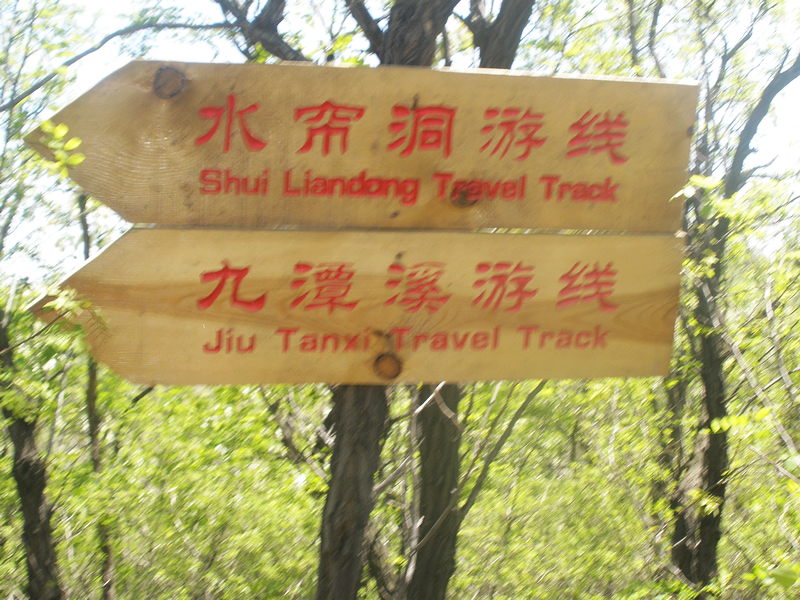 水帘洞游线
Shui Liandong Travel Track
九潭溪游线
Jiu Tanxi Travel Track